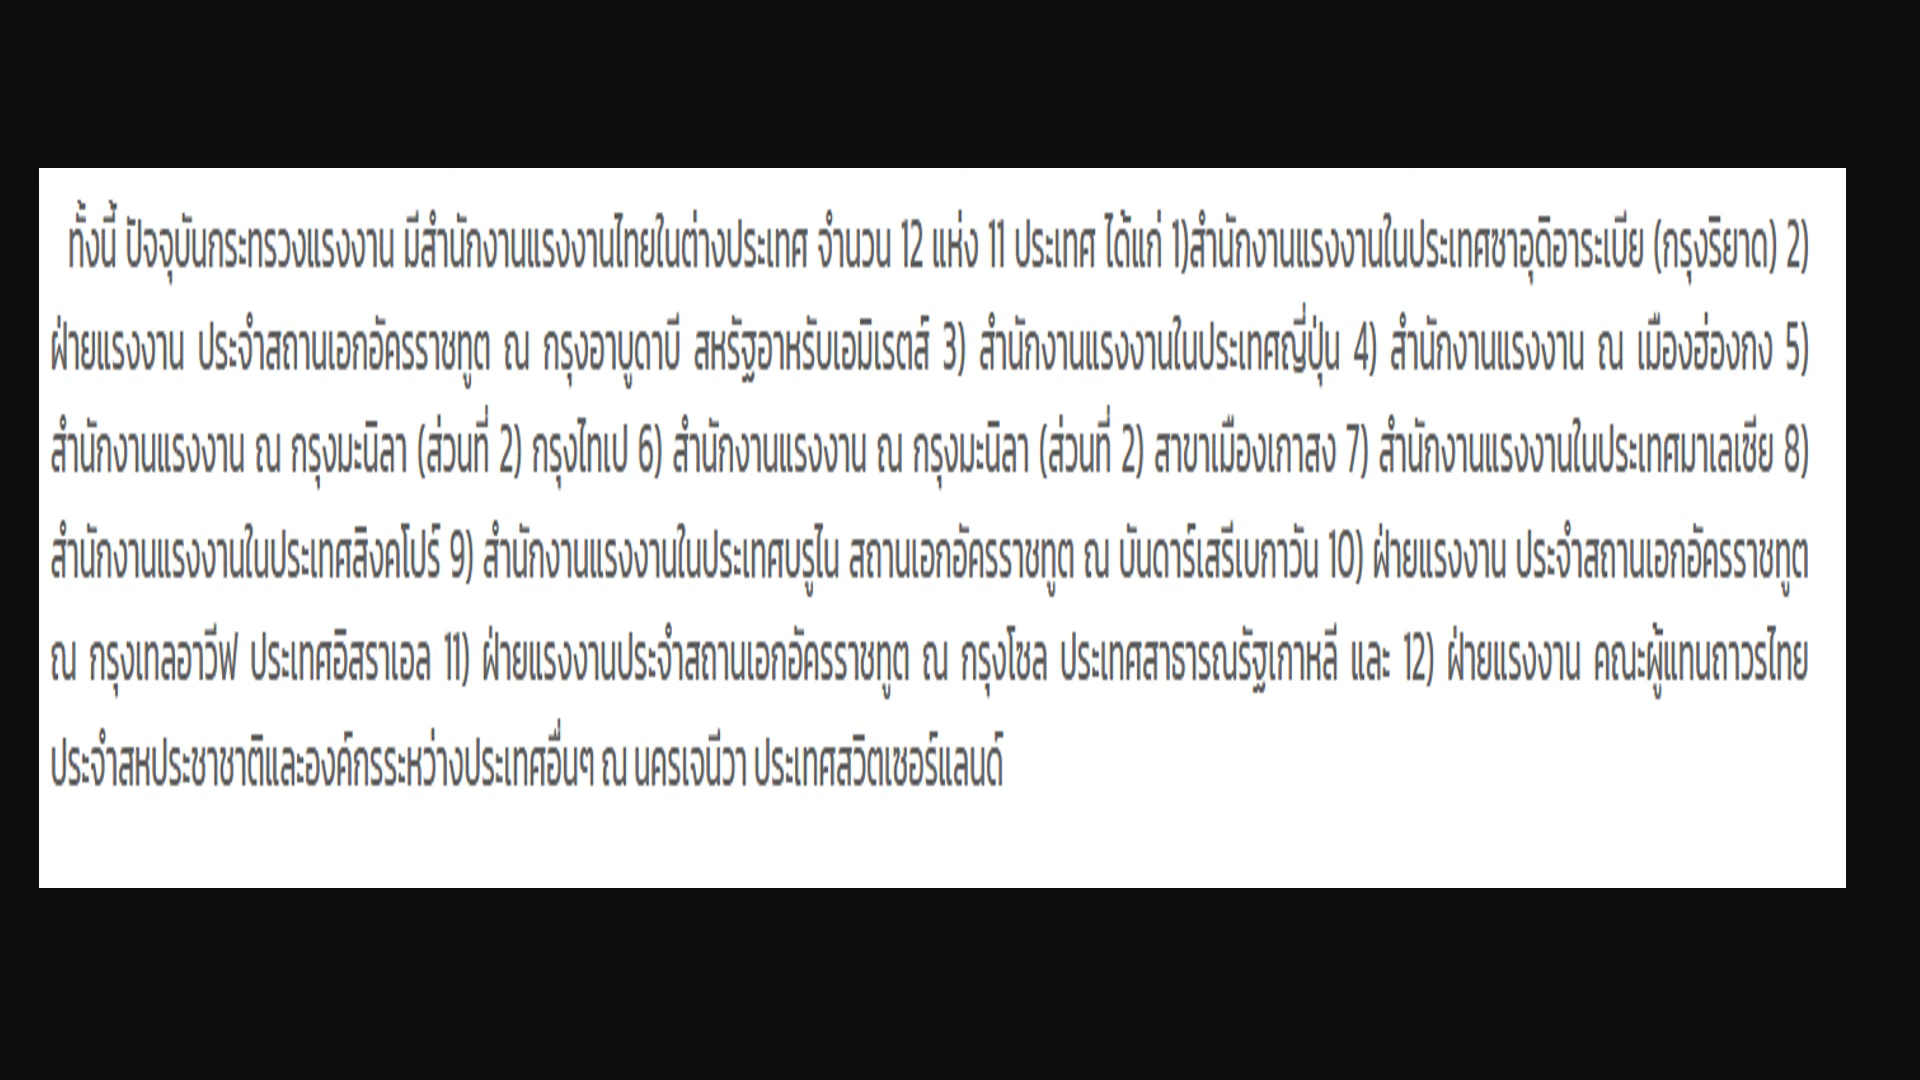 ทั้งนี้ ปัจจุบันกระทรวงแรงงาน มีสำนักงานแรงงานไทยในต่างประเทศ จำนวน 12 แห่ง 11 ประเทศ ได้แก่ 1)สำนักงานแรงงานในประเทศซาอุดิอาระเบีย (กรุงริยาด) 2)
ฝ่ายแรงงาน ประจำสถานเอกอัครราชทูต ณ กรุงอาบูดาบี สหรัฐอาหรับเอมิเรตส์ 3) สำนักงานแรงงานในประเทศญี่ปุ่น 4) สำนักงานแรงงาน ณ เมืองฮ่องกง 5)
สำนักงานแรงงาน ณ กรุงมะนิลา (ส่วนที่ 2) กรุงไทเป 6) สำนักงานแรงงาน ณ กรุงมะนิลา (ส่วนที่ 2) สาขาเมืองเกาสง 7) สำนักงานแรงงานในประเทศมาเลเซีย 8)
สำนักงานแรงงานในประเทศสิงคโปร์ 9) สำนักงานแรงงานในประเทศบรูไน สถานเอกอัครราชทูต ณ บันดาร์เสรีเบกาวัน 10) ฝ่ายแรงงาน ประจำสถานเอกอัครราชทูต
ณ กรุงเทลอาวีฟ ประเทศอิสราเอล 11) ฝ่ายแรงงานประจำสถานเอกอัครราชทูต ณ กรุงโซล ประเทศสาธารณรัฐเกาหลี และ 12) ฝ่ายแรงงาน คณะผู้แทนถาวรไทย
ประจำสหประชาชาติและองค์กรระหว่างประเทศอื่นๆ ณ นครเจนีวา ประเทศสวิตเซอร์แลนด์